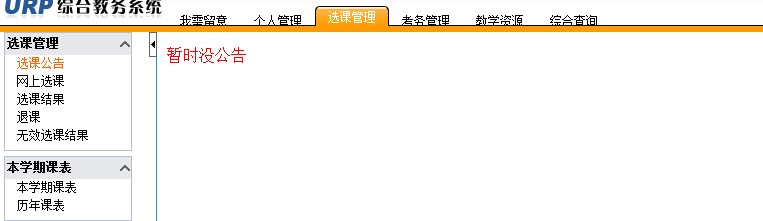 URP综合教务系统
我要留意 个人管理 选课管理 考务管理 教学资源 综合查询
选课管理
选课公告
网上选课
选课结果
退课
无效选课结果
本学期课表
本学期课表
历年课表
暂时没公告